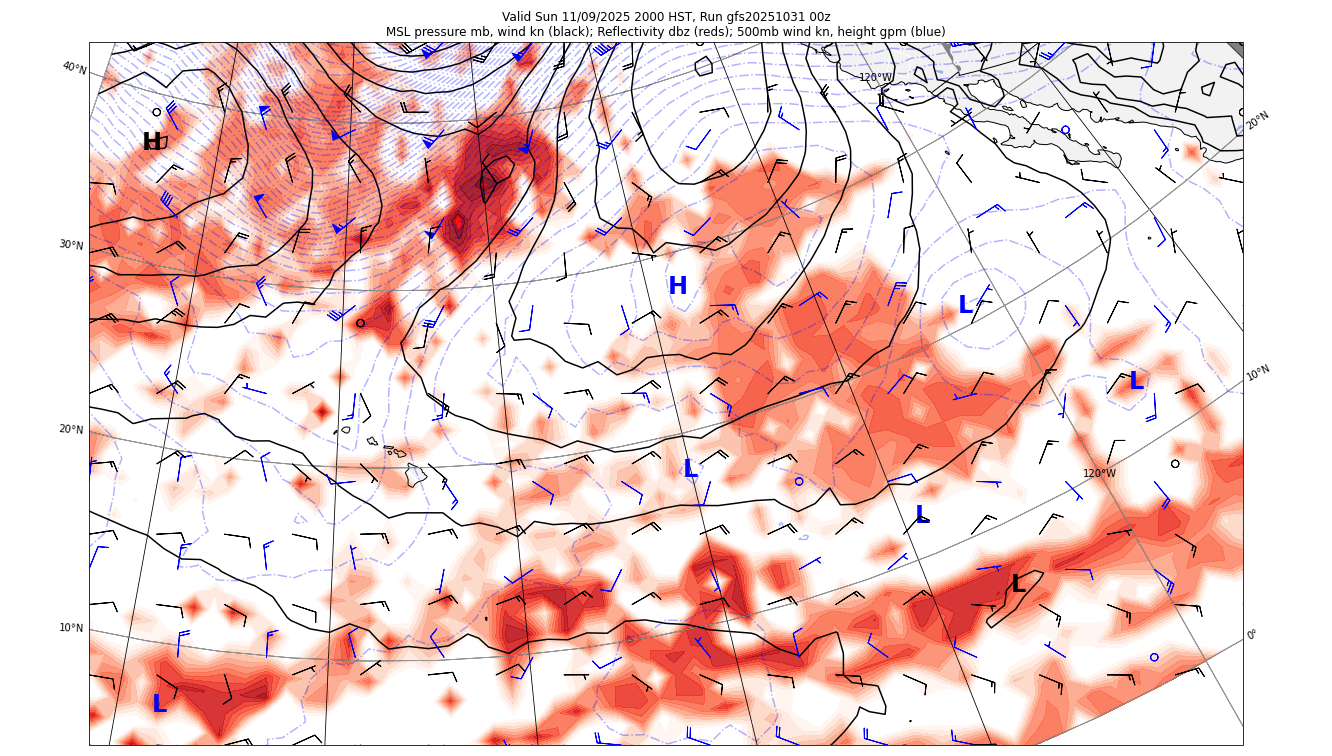 Valid Sun 11/09/2025 2000 HST, Run gfs20251031 00z
MSL pressure mb, wind kn (black); Reflectivity dbz (reds); 500mb wind kn, height gpm (blue)
40°N
120°W
20°N
H
30°N
H
L
10°N
L
20°N
L
120°W
L
L
10°N
0°
L